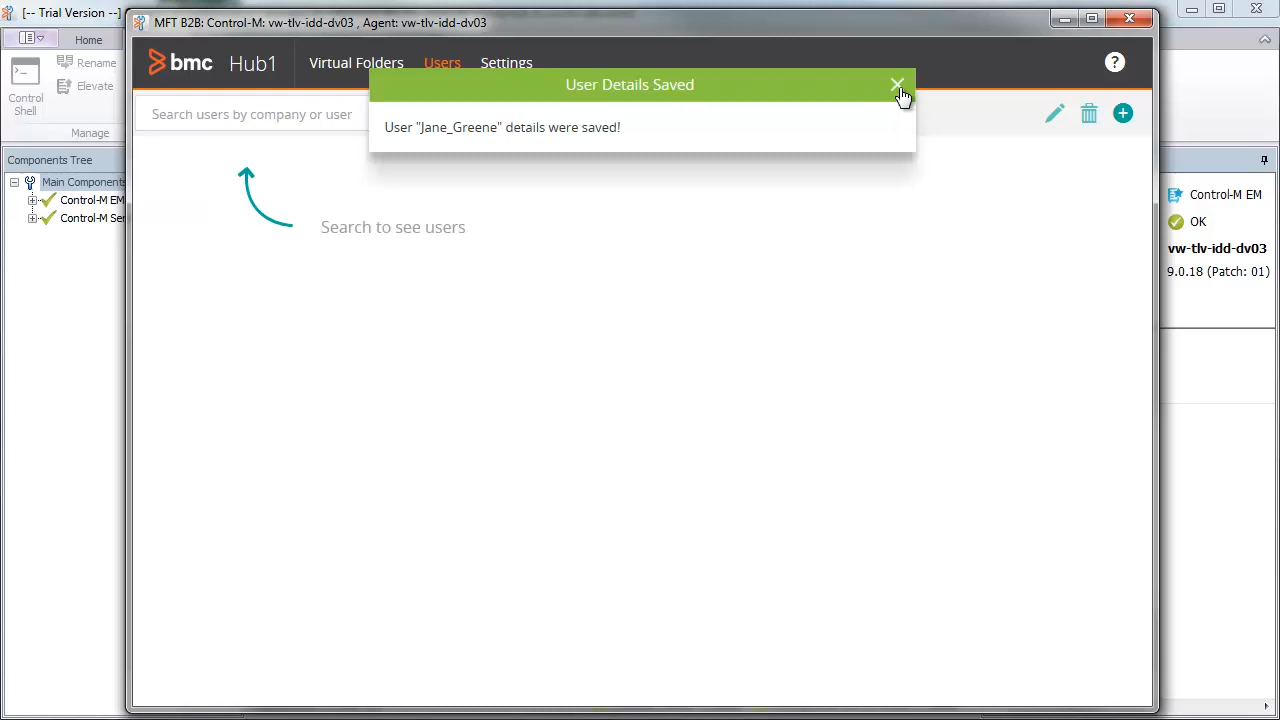 [-- Trial Version --]
MFT B2B: Control-M: vw-tlv-idd-dv03 , Agent: vw-tlv-idd-dv03
Home
bmc Hub1 Virtual Folders Users Settings ?
Rename
Elevate
Control
Shell
Manage
User Details Saved
User "Jane_Greene" details were saved!
Search users by company or user
Search to see users
Components Tree
Main Components
Control-M EM
Control-M Ser
Control-M EM
OK
vw-tlv-idd-dv03
9.0.18 (Patch: 01)